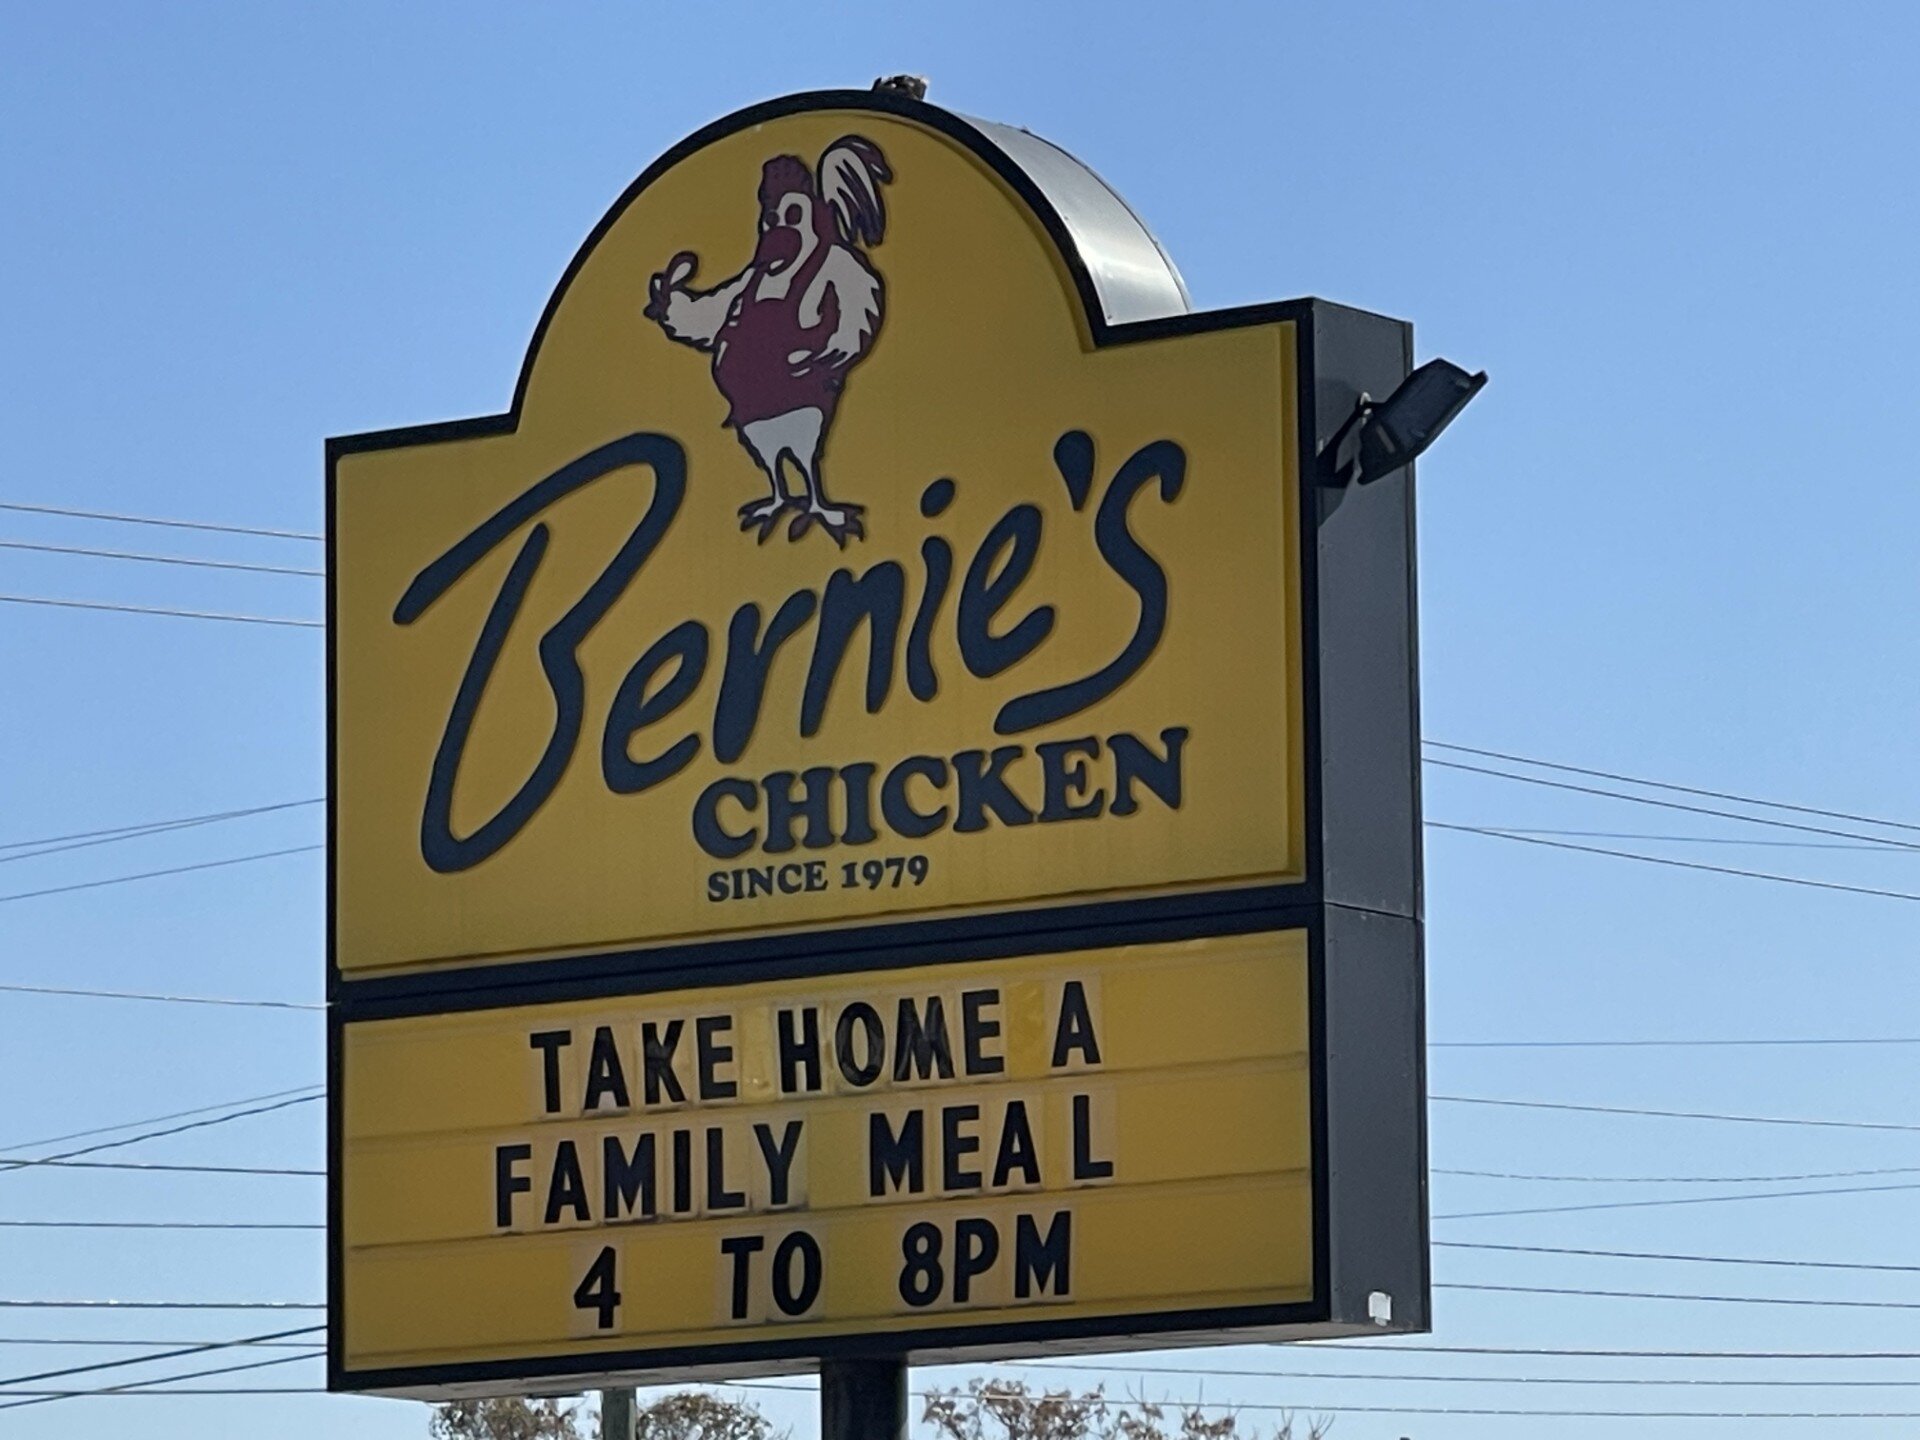 Bernie's
CHICKEN
SINCE 1979
TAKE HOME A
FAMILY MEAL
4 TO 8PM